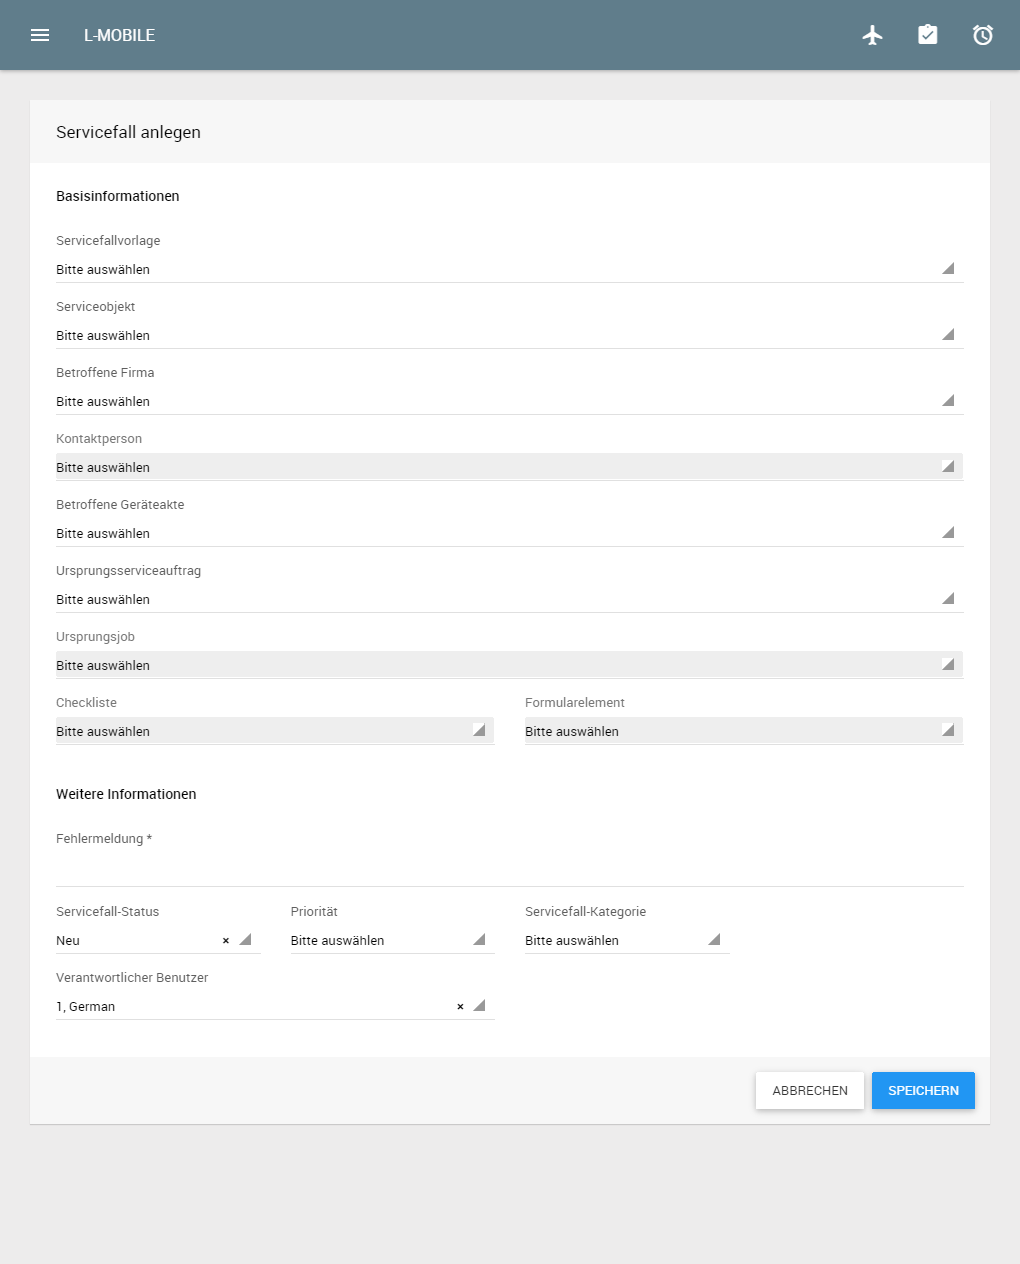 L-MOBILE
Servicefall anlegen
Basisinformationen
Servicefallvorlage
Bitte auswählen
Serviceobjekt
Bitte auswählen
Betroffene Firma
Bitte auswählen
Kontaktperson
Bitte auswählen
Betroffene Geräteakte
Bitte auswählen
Ursprungsserviceauftrag
Bitte auswählen
Ursprungsjob
Bitte auswählen
Checkliste Formularelement
Bitte auswählen Bitte auswählen
Weitere Informationen
Fehlermeldung *
Servicefall-Status Priorität Servicefall-Kategorie
Neu × Bitte auswählen Bitte auswählen
Verantwortlicher Benutzer
1, German ×
ABBRECHEN SPEICHERN